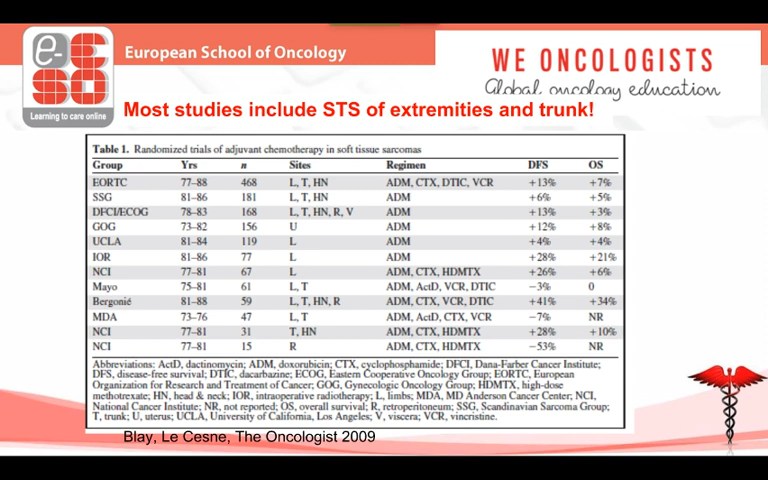 e-ESO
Learning to care online
European School of Oncology
WE ONCOLOGISTS
Global oncology education
Most studies include STS of extremities and trunk!
Table 1. Randomized trials of adjuvant chemotherapy in soft tissue sarcomas
Group Yrs n Sites Regimen DFS OS
EORTC 77–88 468 L, T, HN ADM, CTX, DTIC, VCR +13% +7%
SSG 81–86 181 L, T, HN ADM +6% +5%
DFCI/ECOG 78–83 168 L, T, HN, R, V ADM +13% +3%
GOG 73–82 156 U ADM +12% +8%
UCLA 81–84 119 L ADM +4% +4%
IOR 81–86 77 L ADM +28% +21%
NCI 77–81 67 L ADM, CTX, HDMTX +26% +6%
Mayo 75–81 61 L, T ADM, ActD, VCR, DTIC −3% 0
Bergonié 81–88 59 L, T, HN, R ADM, CTX, VCR, DTIC +41% +34%
MDA 73–76 47 L, T ADM, ActD, CTX, VCR −7% NR
NCI 77–81 31 T, HN ADM, CTX, HDMTX +28% +10%
NCI 77–81 15 R ADM, CTX, HDMTX −53% NR
Abbreviations: ActD, dactinomycin; ADM, doxorubicin; CTX, cyclophosphamide; DFCI, Dana-Farber Cancer Institute;
DFS, disease-free survival; DTIC, dacarbazine; ECOG, Eastern Cooperative Oncology Group; EORTC, European
Organization for Research and Treatment of Cancer; GOG, Gynecologic Oncology Group; HDMTX, high-dose
methotrexate; HN, head & neck; IOR, intraoperative radiotherapy; L, limbs; MDA, MD Anderson Cancer Center; NCI,
National Cancer Institute; NR, not reported; OS, overall survival; R, retroperitoneum; SSG, Scandinavian Sarcoma Group;
T, trunk; U, uterus; UCLA, University of California, Los Angeles; V, viscera; VCR, vincristine.
Blay, Le Cesne, The Oncologist 2009